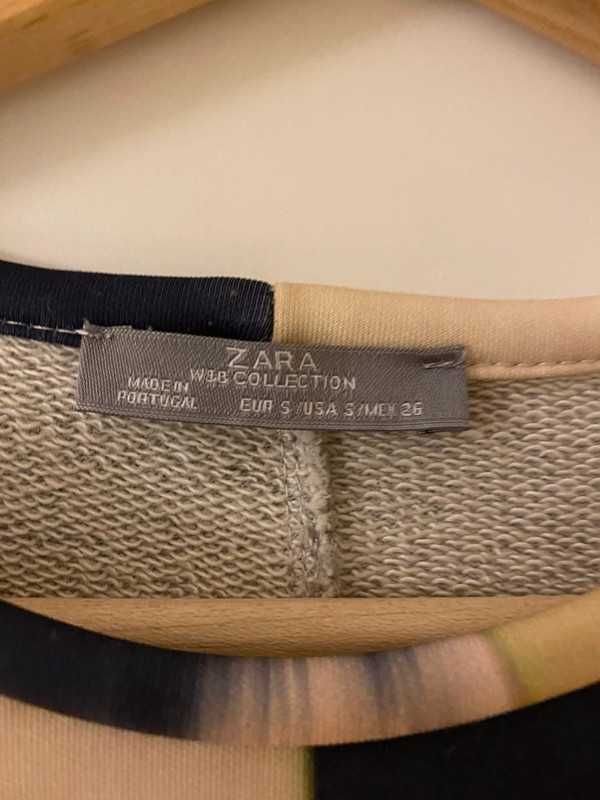 ZARA
W&B COLLECTION
MADE IN
PORTUGAL
EUR S/USA S/MEX 26